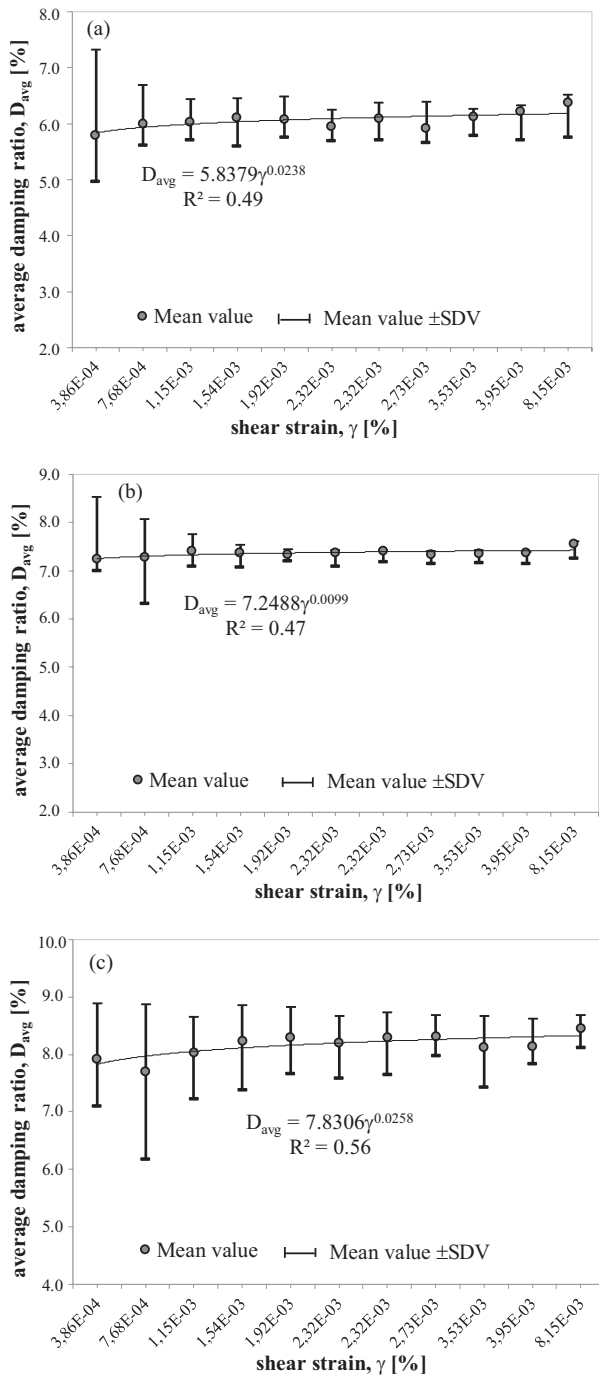 (a)
average damping ratio, Davg [%]
8.0
7.0
6.0
5.0
4.0
3.0
2.0
Davg = 5.8379γ^0.0238
R² = 0.49
Mean value
Mean value ±SDV
3,86E-04
7,68E-04
1,15E-03
1,54E-03
1,92E-03
2,32E-03
2,32E-03
2,73E-03
3,53E-03
3,95E-03
8,15E-03
shear strain, γ [%]
(b)
average damping ratio, Davg [%]
9.0
8.0
7.0
6.0
5.0
4.0
3.0
2.0
Davg = 7.2488γ^0.0099
R² = 0.47
Mean value
Mean value ±SDV
3,86E-04
7,68E-04
1,15E-03
1,54E-03
1,92E-03
2,32E-03
2,32E-03
2,73E-03
3,53E-03
3,95E-03
8,15E-03
shear strain, γ [%]
(c)
average damping ratio, Davg [%]
10.0
9.0
8.0
7.0
6.0
5.0
4.0
Davg = 7.8306γ^0.0258
R² = 0.56
Mean value
Mean value ±SDV
3,86E-04
7,68E-04
1,15E-03
1,54E-03
1,92E-03
2,32E-03
2,32E-03
2,73E-03
3,53E-03
3,95E-03
8,15E-03
shear strain, γ [%]